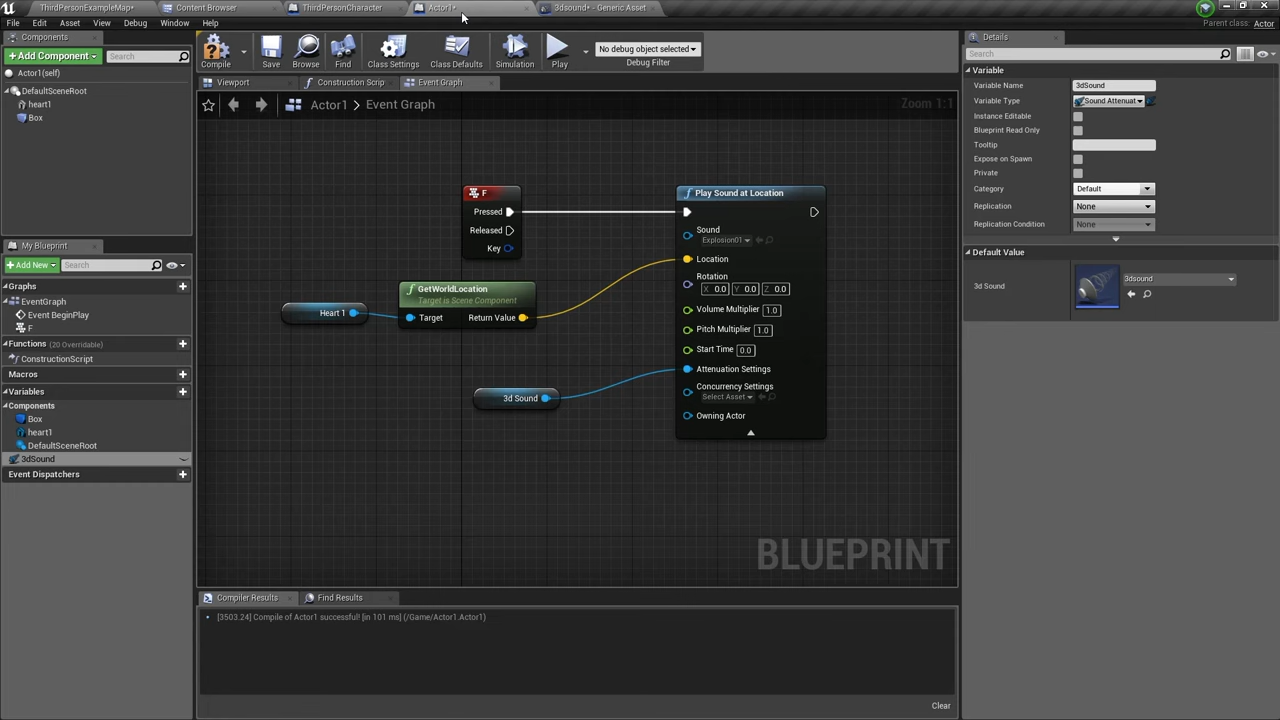 ThirdPersonExampleMap•
Content Browser
ThirdPersonCharacter
Actor1•
3dsound• - Generic Asset
File Edit Asset View Debug Window Help
Parent class: Actor
Components
+Add Component
Search
Actor1(self)
DefaultSceneRoot
heart1
Box
My Blueprint
+Add New
Search
Graphs
EventGraph
Event BeginPlay
F
Functions (20 Overridable)
ConstructionScript
Macros
Variables
Components
Box
heart1
DefaultSceneRoot
3dSound
Event Dispatchers
Compile
Save
Find
Class Settings
Class Defaults
Simulation
Play
No debug object selected
Debug Filter
Viewport
Construction Scrip
Event Graph
Actor1 > Event Graph
Zoom 1:1
F
Pressed
Released
Key
Heart 1
GetWorldLocation
Target is Scene Component
Target Return Value
3d Sound
Play Sound at Location
Sound
Explosion01
Location
Rotation
X 0.0 Y 0.0 Z 0.0
Volume Multiplier 1.0
Pitch Multiplier 1.0
Start Time 0.0
Attenuation Settings
Concurrency Settings
Select Asset
Owning Actor
BLUEPRINT
Compiler Results
Find Results
• [3503.24] Compile of Actor1 successful! [in 101 ms] (/Game/Actor1.Actor1)
Clear
Details
Search
Variable
Variable Name 3dSound
Variable Type Sound Attenuat
Instance Editable
Blueprint Read Only
Tooltip
Expose on Spawn
Private
Category Default
Replication None
Replication Condition None
Default Value
3d Sound 3dsound